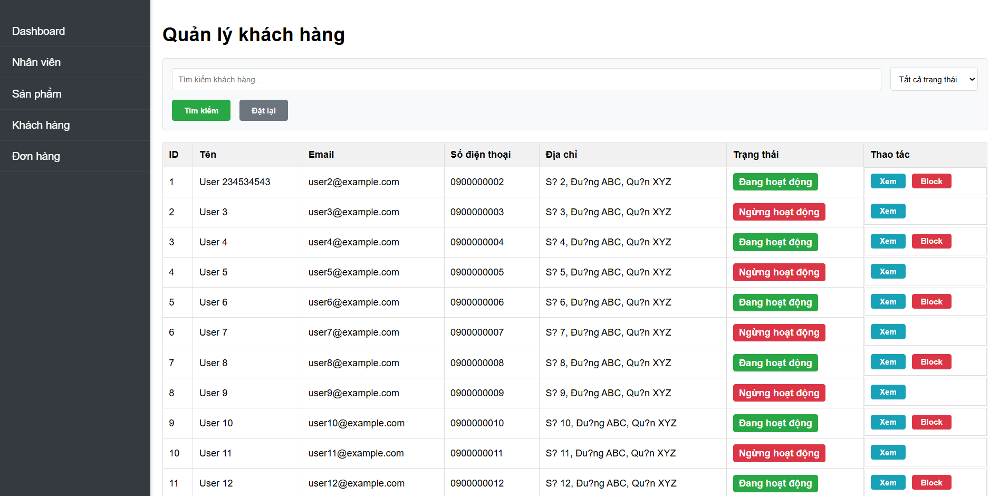 Dashboard
Nhân viên
Sản phẩm
Khách hàng
Đơn hàng
Quản lý khách hàng
Tìm kiếm khách hàng...
Tất cả trạng thái
Tìm kiếm Đặt lại
ID Tên Email Số điện thoại Địa chỉ Trạng thái Thao tác
1 User 234534543 user2@example.com 0900000002 S? 2, Đu?ng ABC, Qu?n XYZ Đang hoạt động Xem Block
2 User 3 user3@example.com 0900000003 S? 3, Đu?ng ABC, Qu?n XYZ Ngừng hoạt động Xem
3 User 4 user4@example.com 0900000004 S? 4, Đu?ng ABC, Qu?n XYZ Đang hoạt động Xem Block
4 User 5 user5@example.com 0900000005 S? 5, Đu?ng ABC, Qu?n XYZ Ngừng hoạt động Xem
5 User 6 user6@example.com 0900000006 S? 6, Đu?ng ABC, Qu?n XYZ Đang hoạt động Xem Block
6 User 7 user7@example.com 0900000007 S? 7, Đu?ng ABC, Qu?n XYZ Ngừng hoạt động Xem
7 User 8 user8@example.com 0900000008 S? 8, Đu?ng ABC, Qu?n XYZ Đang hoạt động Xem Block
8 User 9 user9@example.com 0900000009 S? 9, Đu?ng ABC, Qu?n XYZ Ngừng hoạt động Xem
9 User 10 user10@example.com 0900000010 S? 10, Đu?ng ABC, Qu?n XYZ Đang hoạt động Xem Block
10 User 11 user11@example.com 0900000011 S? 11, Đu?ng ABC, Qu?n XYZ Ngừng hoạt động Xem
11 User 12 user12@example.com 0900000012 S? 12, Đu?ng ABC, Qu?n XYZ Đang hoạt động Xem Block